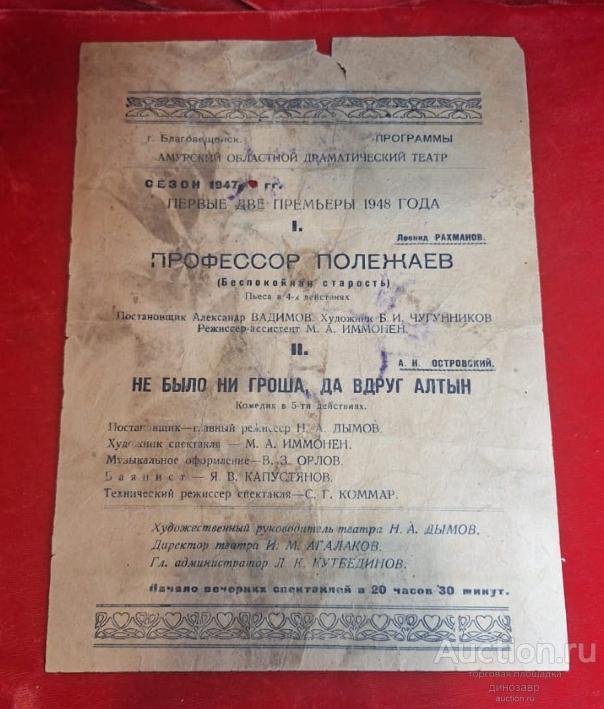 г. Благовещенск. ПРОГРАММЫ
АМУРСКИЙ ОБЛАСТНОЙ ДРАМАТИЧЕСКИЙ ТЕАТР
СЕЗОН 1947 гг.
ПЕРВЫЕ ДВЕ ПРЕМЬЕРЫ 1948 ГОДА
I.
Леонид РАХМАНОВ.
ПРОФЕССОР ПОЛЕЖАЕВ
(Беспокойная старость)
Пьеса в 4-х действиях
Постановщик Александр ВАДИМОВ. Художник Б. И. ЧУГУННИКОВ
Режиссер-ассистент М. А. ИММОНЕН.
II.
А. Н. ОСТРОВСКИЙ.
НЕ БЫЛО НИ ГРОША, ДА ВДРУГ АЛТЫН
Комедия в 5-ти действиях.
Постановщик—главный режиссер Н. А. ДЫМОВ.
Художник спектакля — М. А. ИММОНЕН.
Музыкальное оформление—В. З. ОРЛОВ.
Баянист — Я. В. КАПУСТЯНОВ.
Технический режиссер спектакля—С. Г. КОММАР.
Художественный руководитель театра Н. А. ДЫМОВ.
Директор театра И. М. АГАЛАКОВ.
Гл. администратор Л. К. КУТБЕДИНОВ.
Начало вечерних спектаклей в 20 часов 30 минут.
Auction.ru
торговая площадка
динозавр
auction.ru